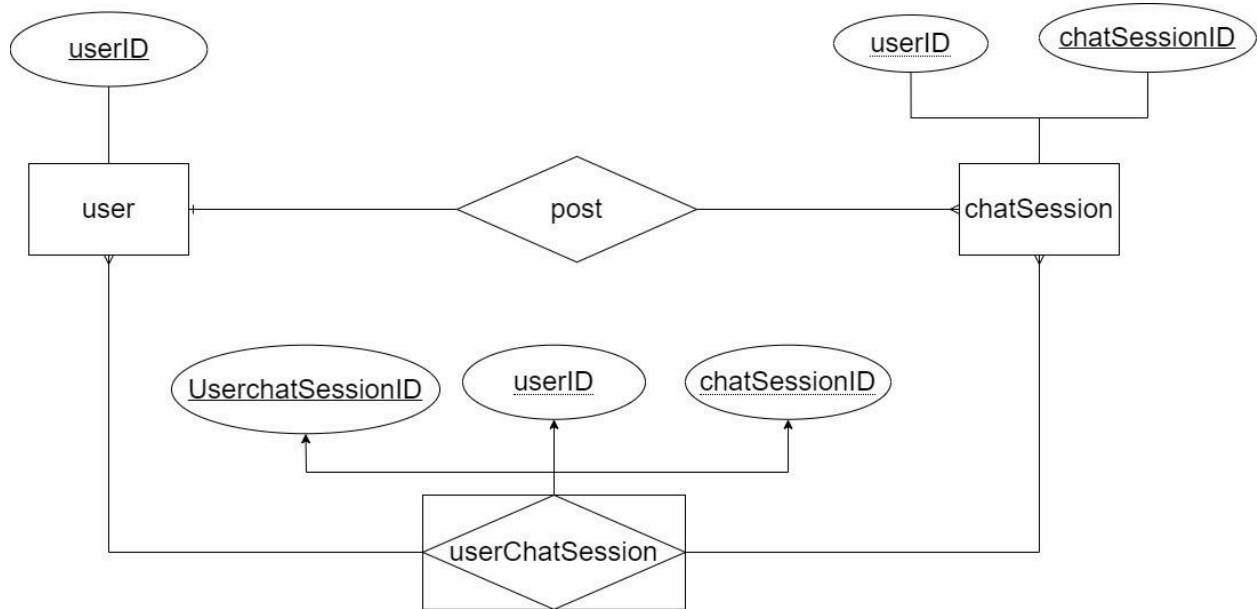 userID
userID
chatSessionID
user
post
chatSession
UserchatSessionID
userID
chatSessionID
userChatSession